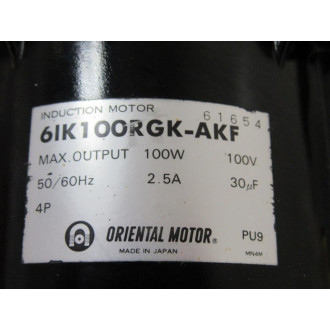 INDUCTION MOTOR 61654
6IK100RGK-AKF
MAX. OUTPUT 100W 100V
50/60Hz 2.5A 30μF
4P
ORIENTAL MOTOR® PU9
MADE IN JAPAN MN4M